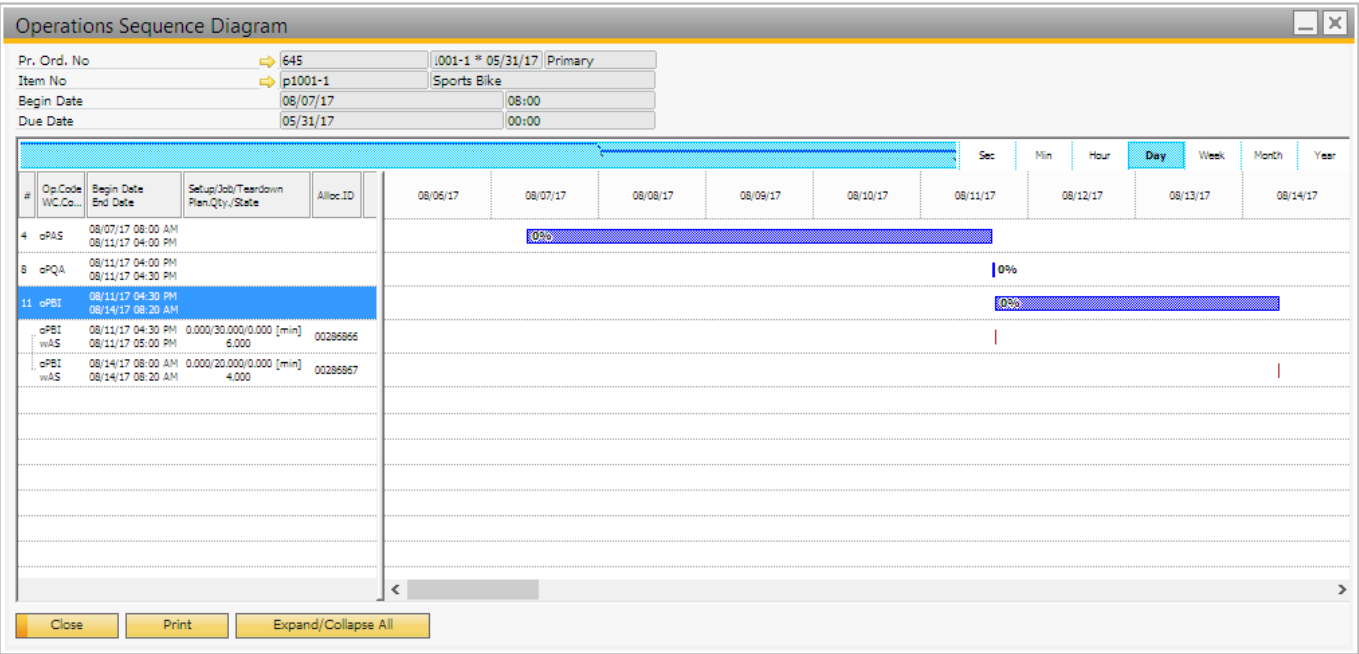 Operations Sequence Diagram
Pr. Ord. No 645 .001-1 * 05/31/17 Primary
Item No p1001-1 Sports Bike
Begin Date 08/07/17 08:00
Due Date 05/31/17 00:00
Sec Min Hour Day Week Month Year
# Op.Code Begin Date Setup/Job/Teardown Alloc.ID 08/06/17 08/07/17 08/08/17 08/09/17 08/10/17 08/11/17 08/12/17 08/13/17 08/14/17
WC.Co... End Date Plan.Qty./State
4 oPAS 08/07/17 08:00 AM 0%
08/11/17 04:00 PM
8 oPQA 08/11/17 04:00 PM 0%
08/11/17 04:30 PM
11 oPBI 08/11/17 04:30 PM 0%
08/14/17 08:20 AM
oPBI 08/11/17 04:30 PM 0.000/30.000/0.000 [min] 00286866
wAS 08/11/17 05:00 PM 6.000
oPBI 08/14/17 08:00 AM 0.000/20.000/0.000 [min] 00286867
wAS 08/14/17 08:20 AM 4.000
Close Print Expand/Collapse All